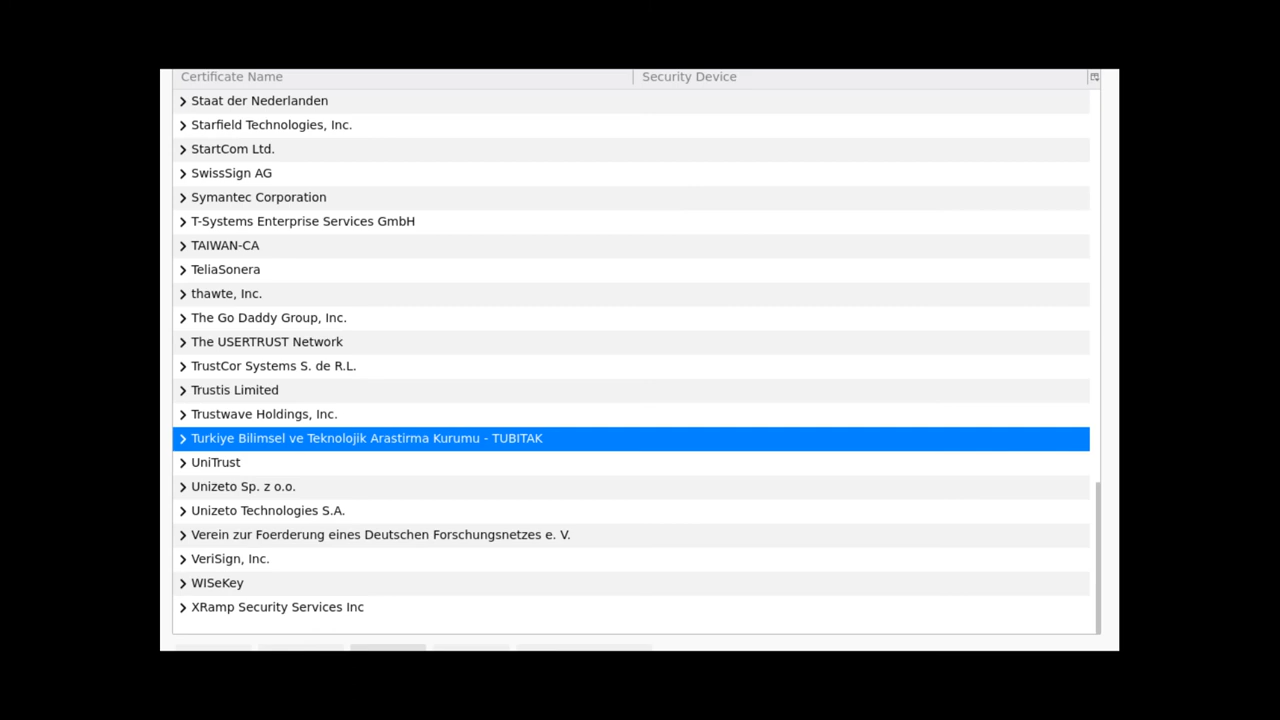 Certificate Name Security Device
Staat der Nederlanden
Starfield Technologies, Inc.
StartCom Ltd.
SwissSign AG
Symantec Corporation
T-Systems Enterprise Services GmbH
TAIWAN-CA
TeliaSonera
thawte, Inc.
The Go Daddy Group, Inc.
The USERTRUST Network
TrustCor Systems S. de R.L.
Trustis Limited
Trustwave Holdings, Inc.
Turkiye Bilimsel ve Teknolojik Arastirma Kurumu - TUBITAK
UniTrust
Unizeto Sp. z o.o.
Unizeto Technologies S.A.
Verein zur Foerderung eines Deutschen Forschungsnetzes e. V.
VeriSign, Inc.
WISeKey
XRamp Security Services Inc